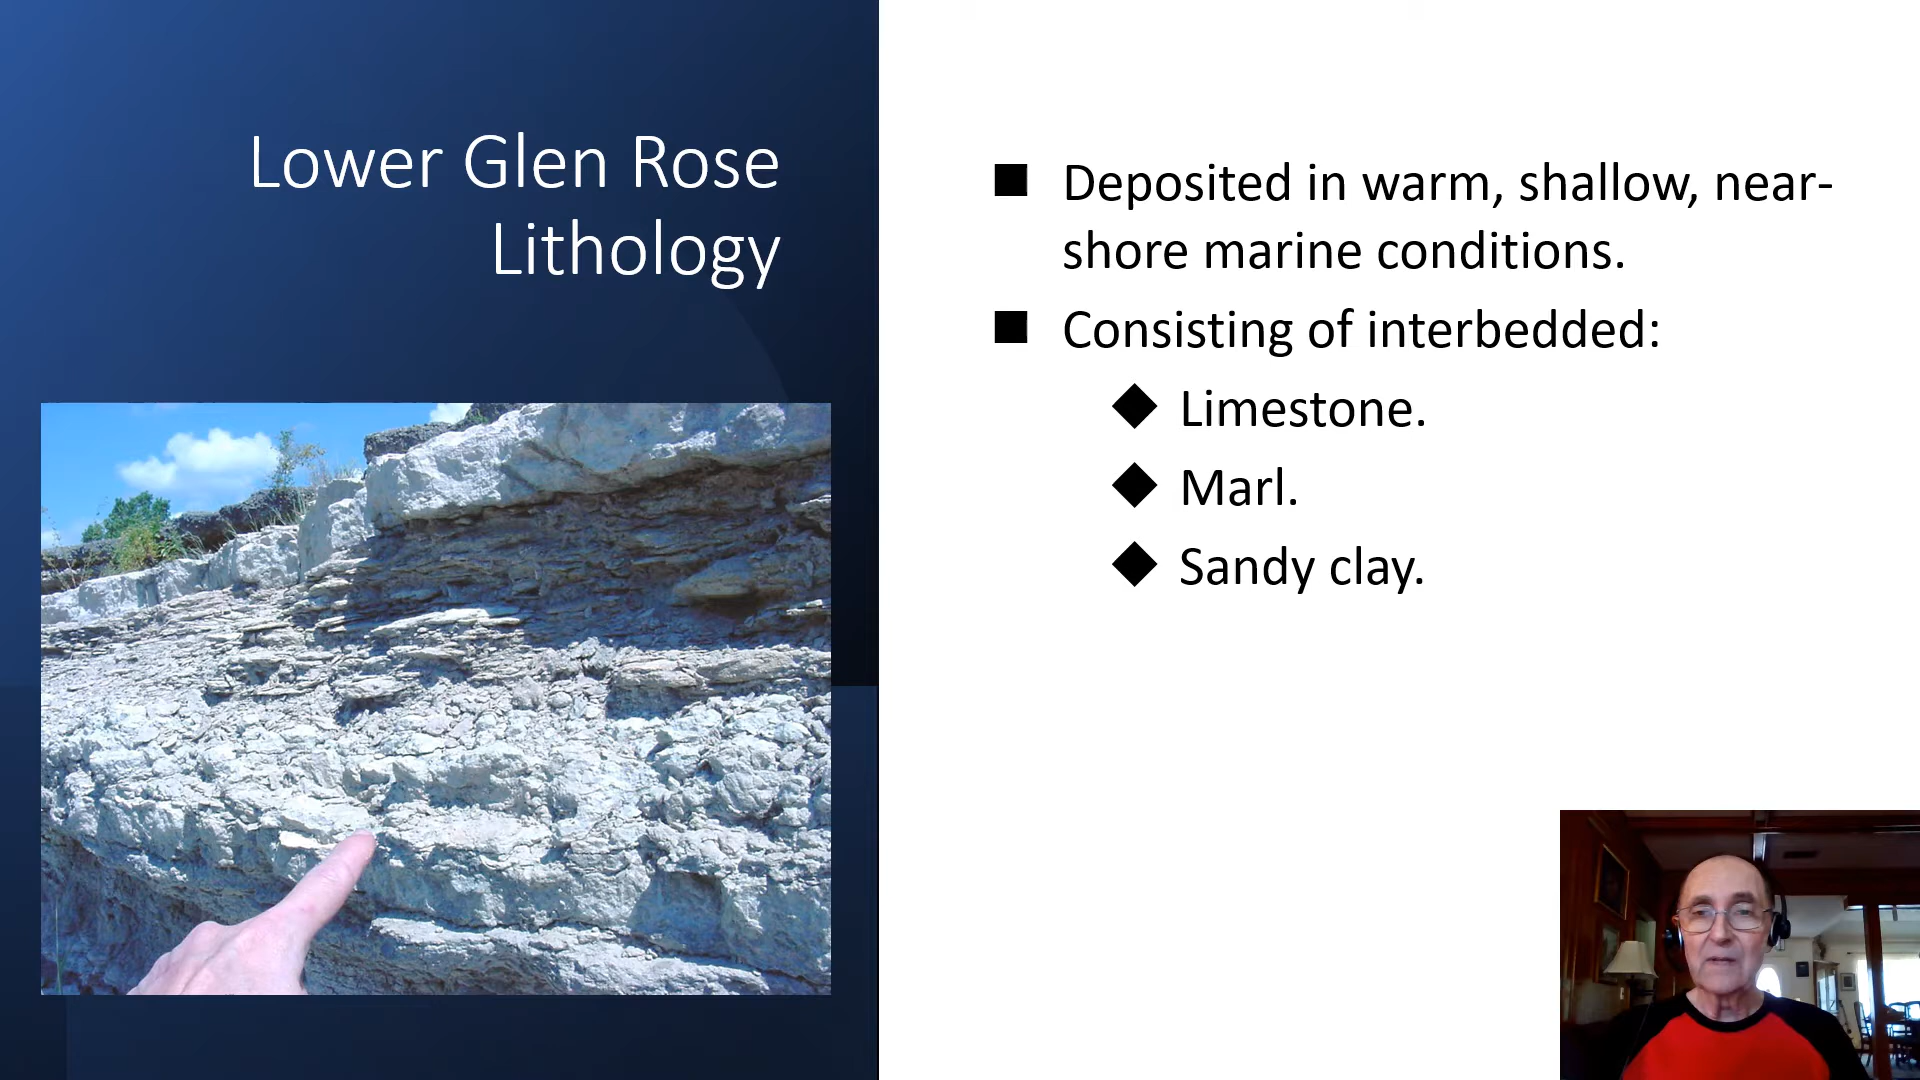 Lower Glen Rose
Lithology
Deposited in warm, shallow, near-
shore marine conditions.
Consisting of interbedded:
Limestone.
Marl.
Sandy clay.